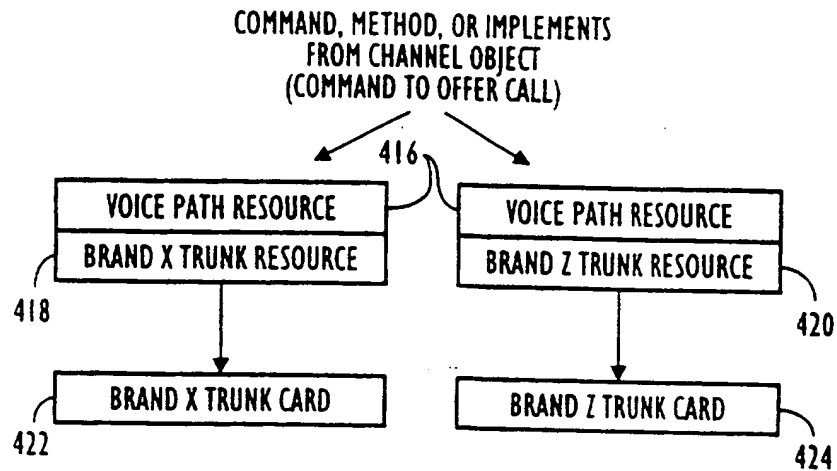 COMMAND, METHOD, OR IMPLEMENTS
FROM CHANNEL OBJECT
(COMMAND TO OFFER CALL)
416
VOICE PATH RESOURCE
BRAND X TRUNK RESOURCE
418
BRAND X TRUNK CARD
422
VOICE PATH RESOURCE
BRAND Z TRUNK RESOURCE
420
BRAND Z TRUNK CARD
424